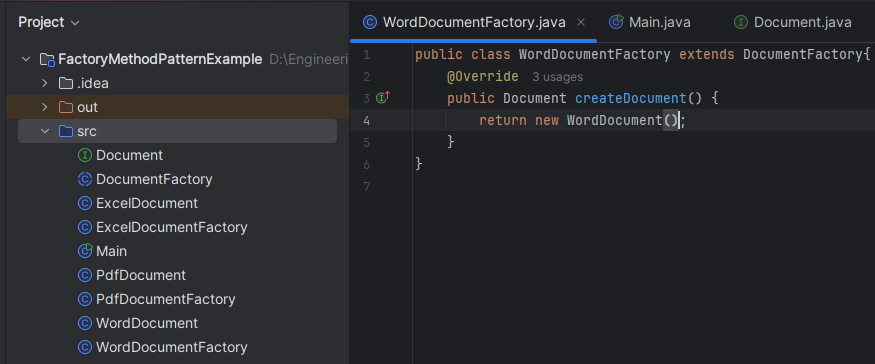 Project
FactoryMethodPatternExample D:\Engineeri
.idea
out
src
Document
DocumentFactory
ExcelDocument
ExcelDocumentFactory
Main
PdfDocument
PdfDocumentFactory
WordDocument
WordDocumentFactory
WordDocumentFactory.java Main.java Document.java
1 public class WordDocumentFactory extends DocumentFactory{
2 @Override 3 usages
3 public Document createDocument() {
4 return new WordDocument();
5 }
6 }
7